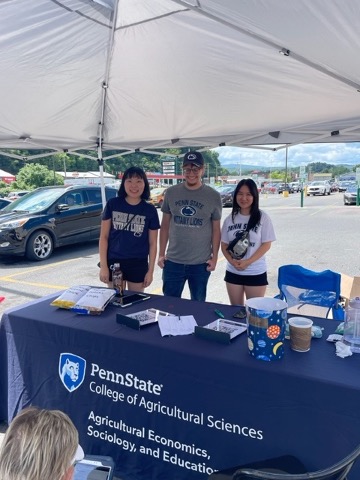 PENN STATE
NITTANY LIONS
PENN STATE
PennState
College of Agricultural Sciences
Agricultural Economics,
Sociology, and Education